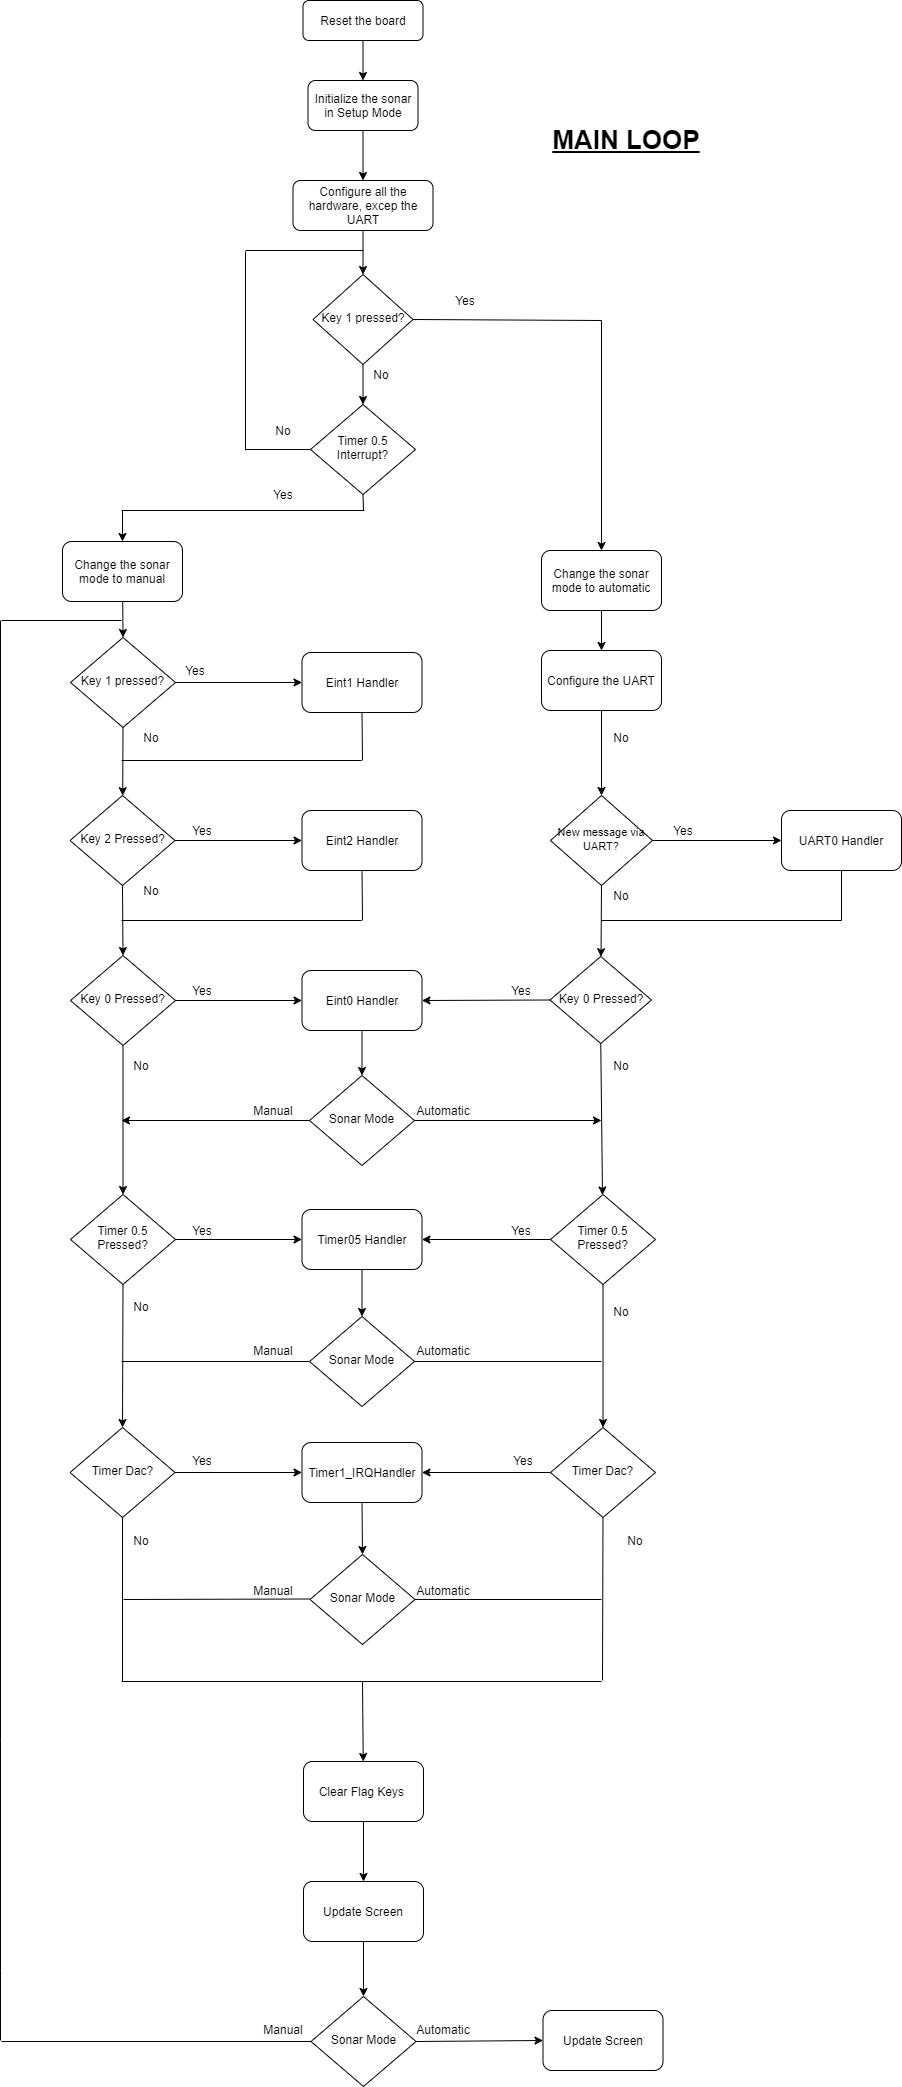 Reset the board
Initialize the sonar
in Setup Mode
MAIN LOOP
Configure all the
hardware, excep the
UART
Yes
Key 1 pressed?
No
No
Timer 0.5
Interrupt?
Yes
Change the sonar
mode to manual
Change the sonar
mode to automatic
Key 1 pressed?
Yes
Eint1 Handler
Configure the UART
No
No
Key 2 Pressed?
Yes
Eint2 Handler
New message via
UART?
Yes
UART0 Handler
No
No
Key 0 Pressed?
Yes
Eint0 Handler
Yes
Key 0 Pressed?
No
No
Manual
Sonar Mode
Automatic
Timer 0.5
Pressed?
Yes
Timer05 Handler
Yes
Timer 0.5
Pressed?
No
No
Manual
Sonar Mode
Automatic
Timer Dac?
Yes
Timer1_IRQHandler
Yes
Timer Dac?
No
No
Manual
Sonar Mode
Automatic
Clear Flag Keys
Update Screen
Manual
Sonar Mode
Automatic
Update Screen